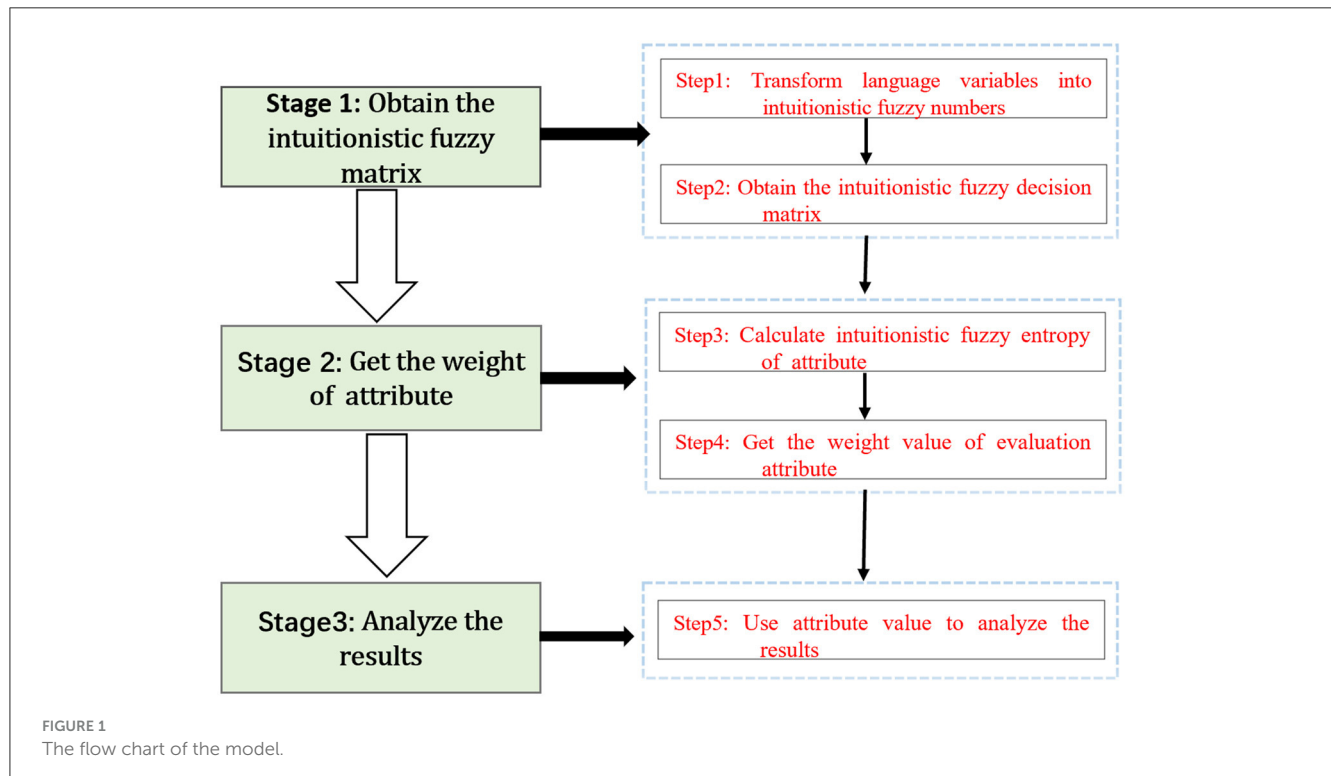 Stage 1: Obtain the
intuitionistic fuzzy
matrix
Step1: Transform language variables into
intuitionistic fuzzy numbers
Step2: Obtain the intuitionistic fuzzy decision
matrix
Stage 2: Get the weight
of attribute
Step3: Calculate intuitionistic fuzzy entropy
of attribute
Step4: Get the weight value of evaluation
attribute
Stage3: Analyze the
results
Step5: Use attribute value to analyze the
results
FIGURE 1
The flow chart of the model.